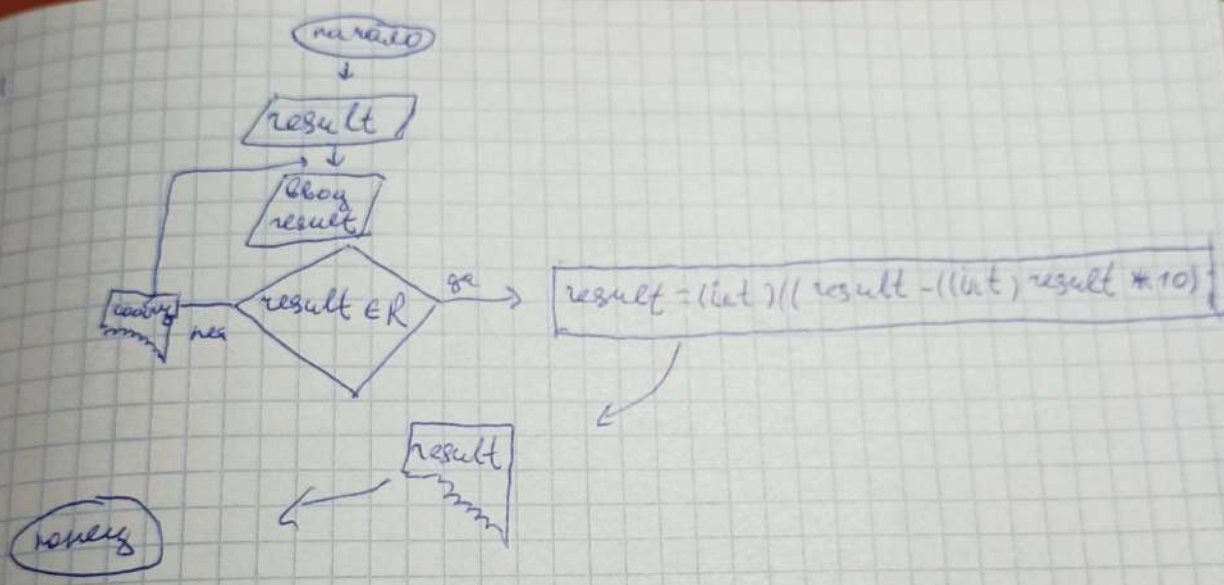 начало
result
ввод
result
result ∈ R
да
нет
result = (int)((result - ((int) result * 10)
result
конец